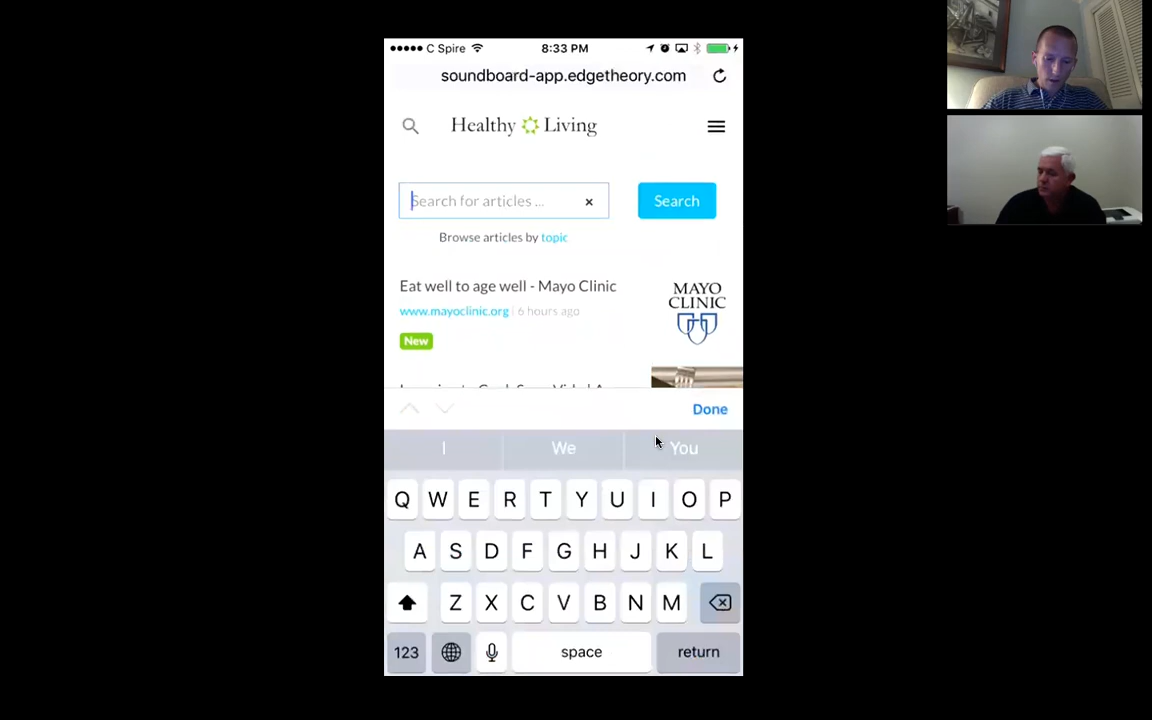 C Spire 8:33 PM
soundboard-app.edgetheory.com
Healthy Living
Search for articles ... × Search
Browse articles by topic
Eat well to age well - Mayo Clinic
www.mayoclinic.org | 6 hours ago
New
MAYO
CLINIC
Done
I We You
Q W E R T Y U I O P
A S D F G H J K L
Z X C V B N M
123 space return